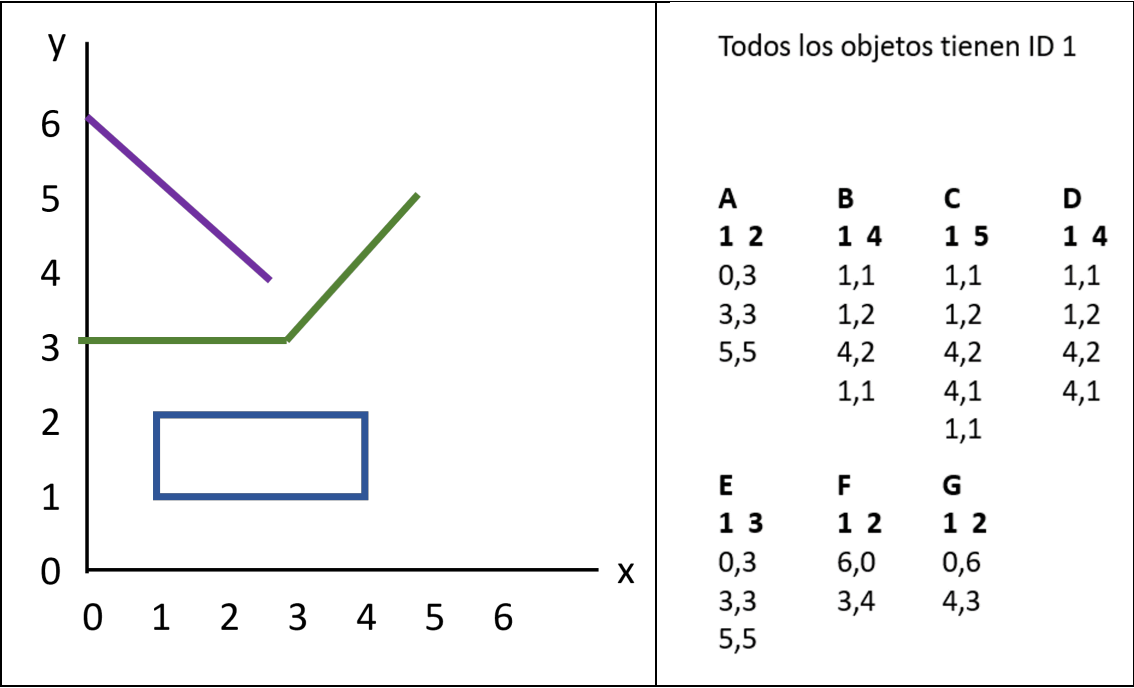 y
6
5
4
3
2
1
0
x
0 1 2 3 4 5 6
Todos los objetos tienen ID 1
A B C D
1 2 1 4 1 5 1 4
0,3 1,1 1,1 1,1
3,3 1,2 1,2 1,2
5,5 4,2 4,2 4,2
1,1 4,1 4,1
1,1
E F G
1 3 1 2 1 2
0,3 6,0 0,6
3,3 3,4 4,3
5,5